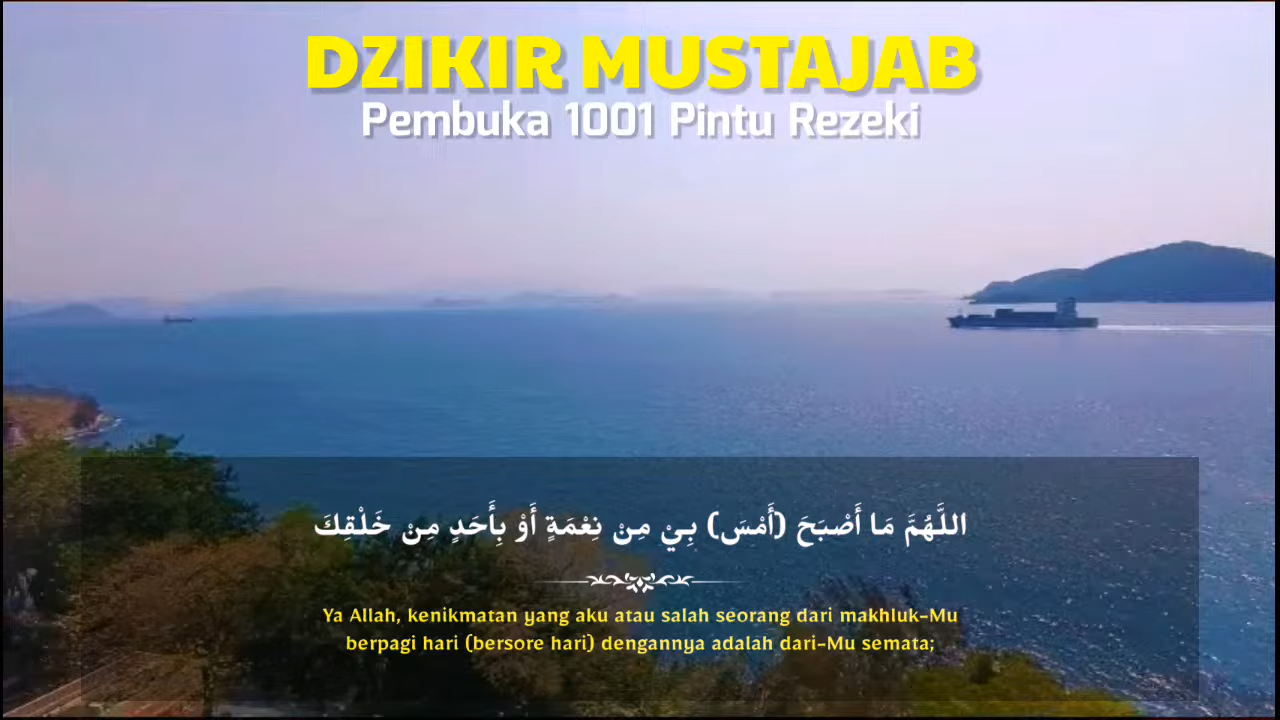 DZIKIR MUSTAJAB
Pembuka 1001 Pintu Rezeki
اللَّهُمَّ مَا أَصْبَحَ (أَمْسَ) بِيْ مِنْ نِعْمَةٍ أَوْ بِأَحَدٍ مِنْ خَلْقِكَ
Ya Allah, kenikmatan yang aku atau salah seorang dari makhluk-Mu
berpagi hari (bersore hari) dengannya adalah dari-Mu semata;